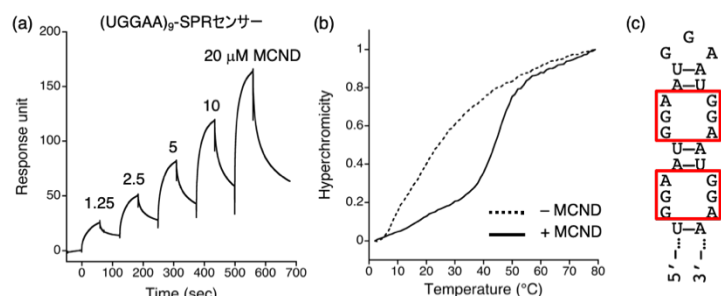 (a)
(UGGAA)₉-SPRセンサー
Response unit
200
150
100
50
0
1.25
2.5
5
10
20 μM MCND
0 100 200 300 400 500 600 700
Time (sec)
(b)
Hyperchromicity
1
0.8
0.6
0.4
0.2
0
0 10 20 30 40 50 60 70 80
Temperature (°C)
− MCND
+ MCND
(c)
G
G A
U—A
A—U
A G
G G
G A
U—A
A—U
A G
G G
G A
U—A
5'-
3'-